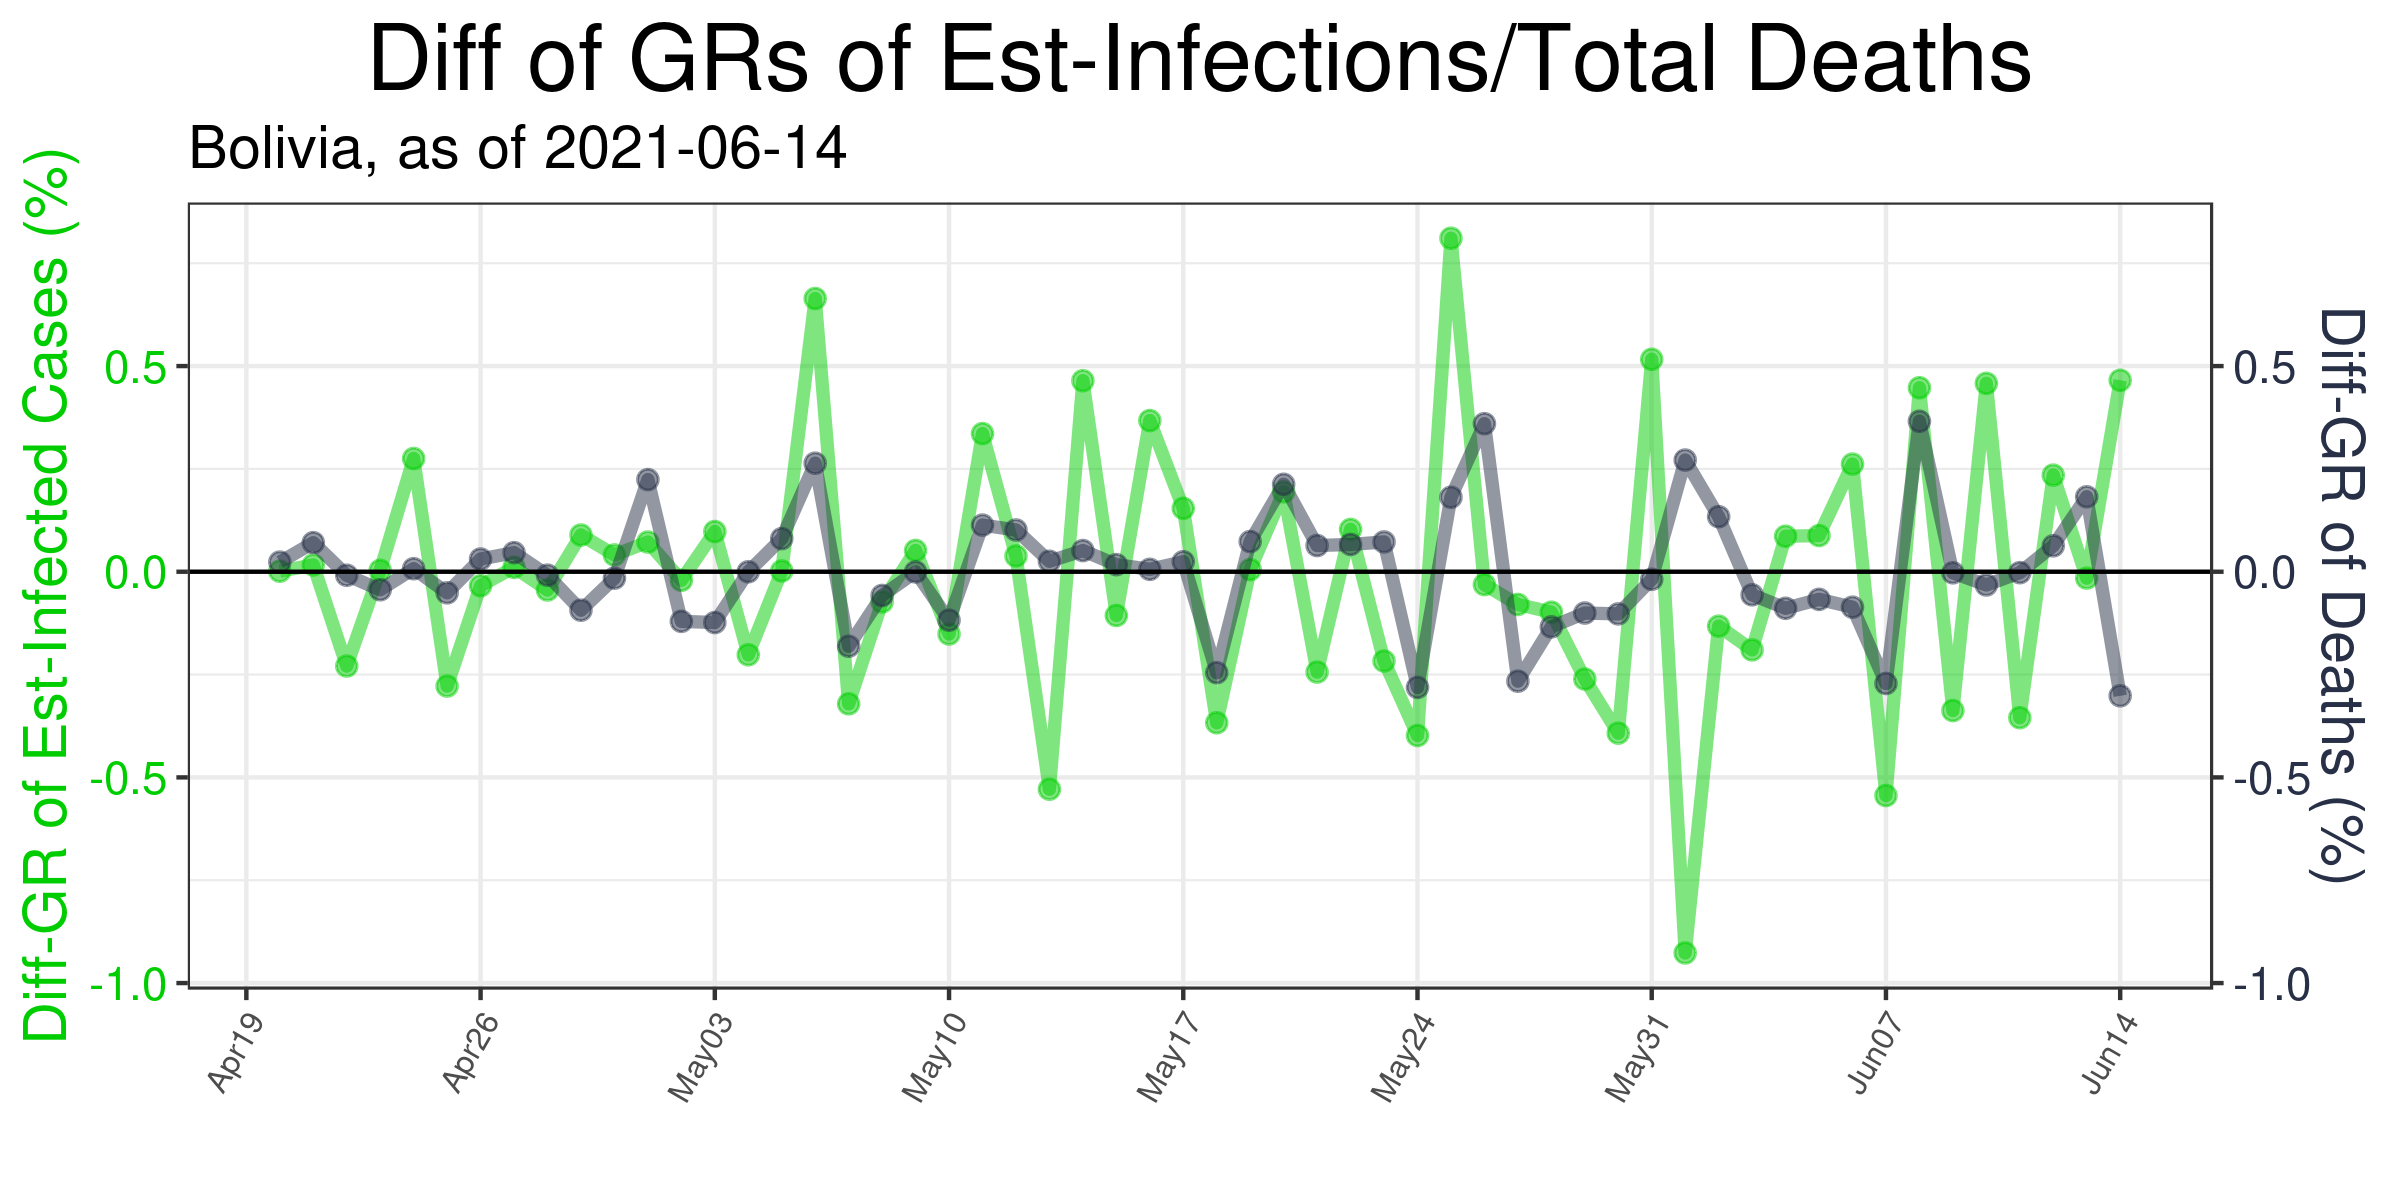 Diff of GRs of Est-Infections/Total Deaths
Bolivia, as of 2021-06-14
Diff-GR of Est-Infected Cases (%)
0.5
0.0
-0.5
-1.0
0.5
0.0
-0.5
-1.0
Diff-GR of Deaths (%)
Apr19
Apr26
May03
May10
May17
May24
May31
Jun07
Jun14